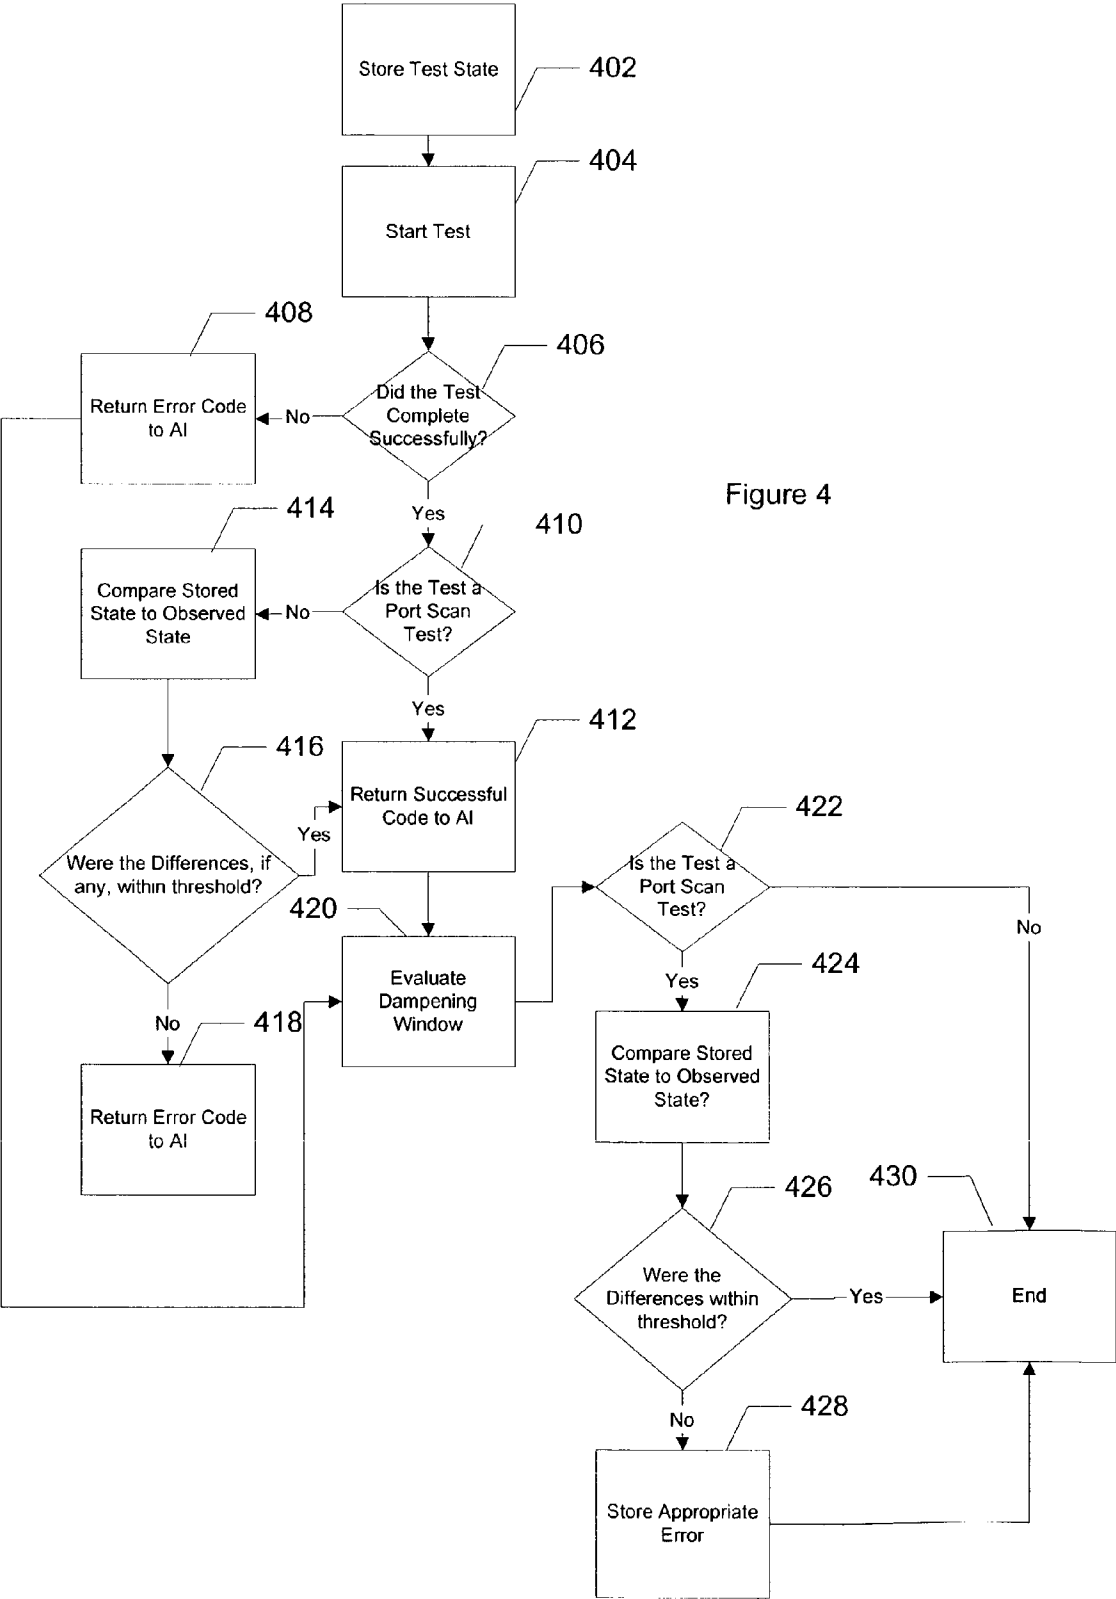 Store Test State
402
404
Start Test
408
406
Return Error Code
to AI
No
Did the Test
Complete
Successfully?
Figure 4
Yes
414
410
Compare Stored
State to Observed
State
No
Is the Test a
Port Scan
Test?
Yes
412
416
Return Successful
Code to AI
422
Yes
Were the Differences, if
any, within threshold?
Is the Test a
Port Scan
Test?
No
420
Evaluate
Dampening
Window
Yes
424
No
418
Compare Stored
State to Observed
State?
Return Error Code
to AI
426
430
Were the
Differences within
threshold?
Yes
End
No
428
Store Appropriate
Error